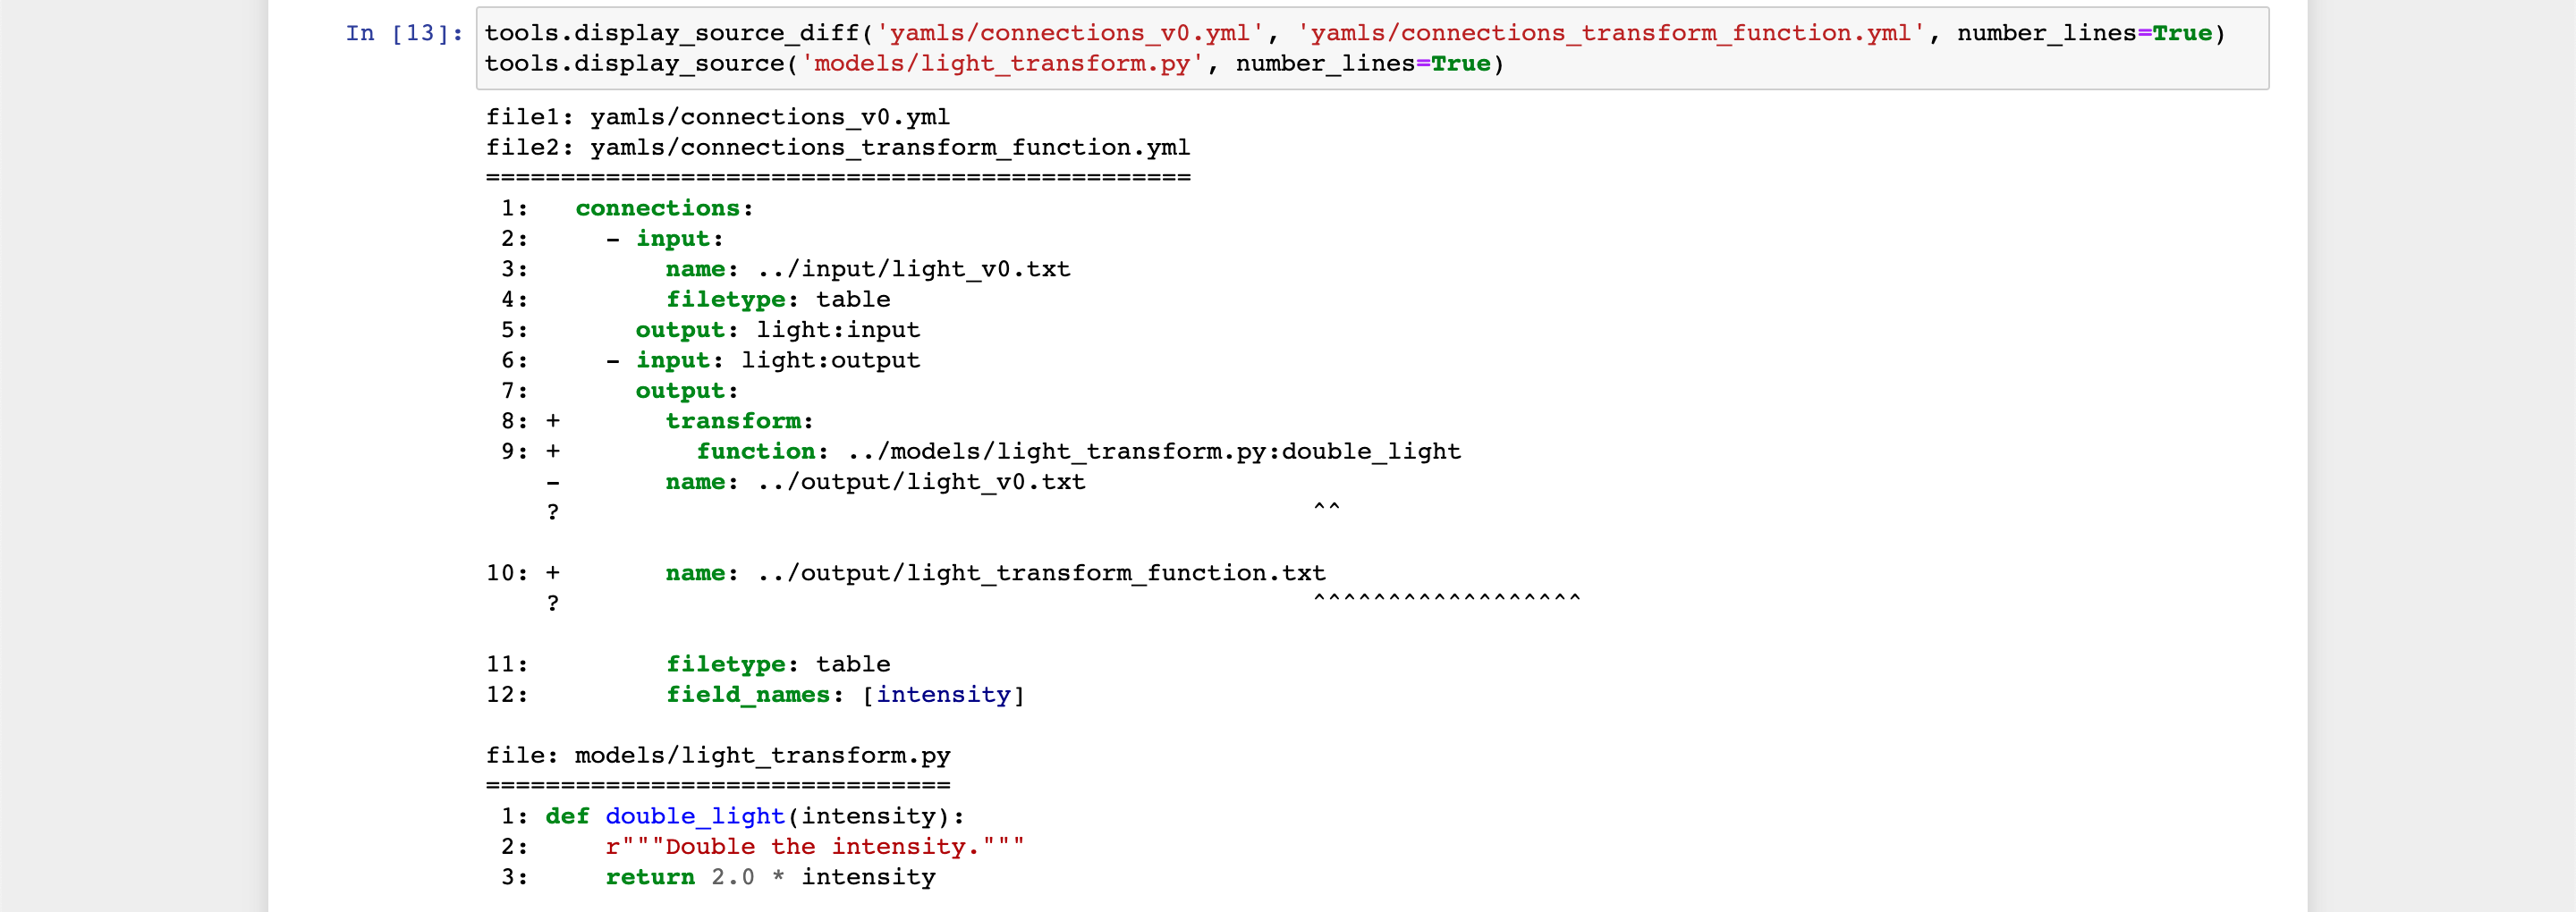 In [13]: tools.display_source_diff('yamls/connections_v0.yml', 'yamls/connections_transform_function.yml', number_lines=True)
tools.display_source('models/light_transform.py', number_lines=True)
file1: yamls/connections_v0.yml
file2: yamls/connections_transform_function.yml
===============================================
 1:   connections:
 2:     - input:
 3:         name: ../input/light_v0.txt
 4:         filetype: table
 5:       output: light:input
 6:     - input: light:output
 7:       output:
 8: +       transform:
 9: +         function: ../models/light_transform.py:double_light
    -       name: ../output/light_v0.txt
    ?                                                  ^^
10: +       name: ../output/light_transform_function.txt
    ?                                                  ^^^^^^^^^^^^^^^^^^
11:         filetype: table
12:         field_names: [intensity]
file: models/light_transform.py
===============================
 1: def double_light(intensity):
 2:     r"""Double the intensity."""
 3:     return 2.0 * intensity